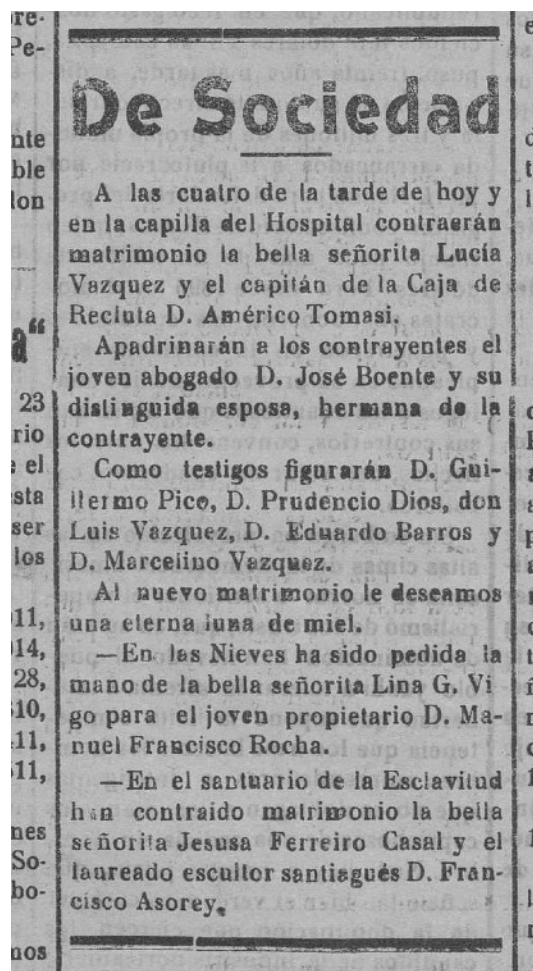 De Sociedad
A las cuatro de la tarde de hoy y
en la capilla del Hospital contraerán
matrimonio la bella señorita Lucía
Vazquez y el capitán de la Caja de
Recluta D. Américo Tomasi.
Apadrinarán a los contrayentes el
joven abogado D. José Boente y su
distinguida esposa, hermana de la
contrayente.
Como testigos figurarán D. Gui-
llermo Pico, D. Prudencio Dios, don
Luis Vazquez, D. Eduardo Barros y
D. Marcelino Vazquez.
Al nuevo matrimonio le deseamos
una eterna luna de miel.
—En las Nieves ha sido pedida la
mano de la bella señorita Lina G. Vi
go para el joven propietario D. Ma-
nuel Francisco Rocha.
—En el santuario de la Esclavitud
han contraido matrimonio la bella
señorita Jesusa Ferreiro Casal y el
laureado escultor santiagués D. Fran-
cisco Asorey.